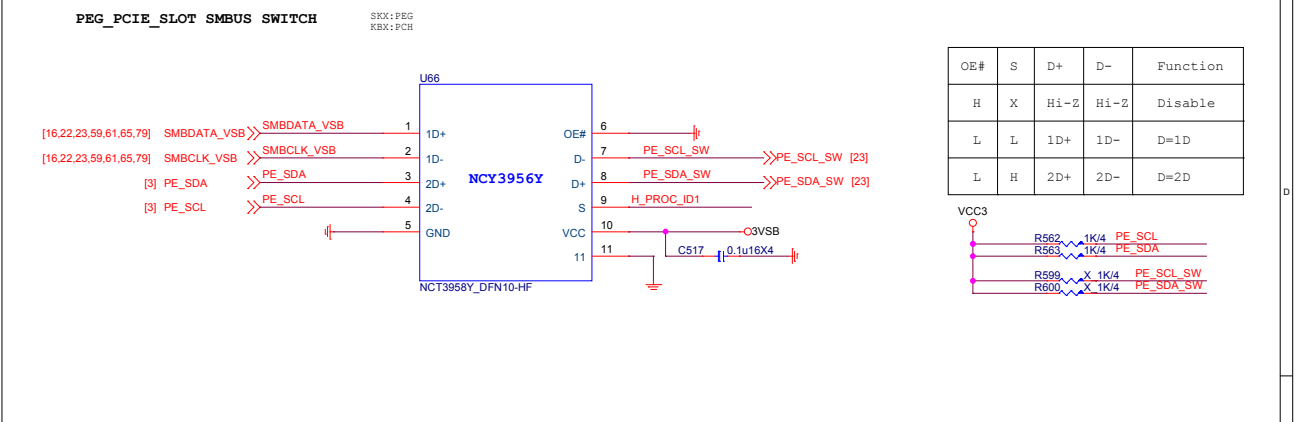 PEG_PCIE_SLOT SMBUS SWITCH
SKX:PEG
KBX:PCH
U66
[16,22,23,59,61,65,79] SMBDATA_VSB SMBDATA_VSB 1 1D+ OE# 6
[16,22,23,59,61,65,79] SMBCLK_VSB SMBCLK_VSB 2 1D- D- 7 PE_SCL_SW PE_SCL_SW [23]
[3] PE_SDA PE_SDA 3 2D+ NCY3956Y D+ 8 PE_SDA_SW PE_SDA_SW [23]
[3] PE_SCL PE_SCL 4 2D- S 9 H_PROC_ID1
5 GND VCC 10 3VSB
C517 0.1u16X4
11 11
NCT3958Y_DFN10-HF
OE# S D+ D- Function
H X Hi-Z Hi-Z Disable
L L 1D+ 1D- D=1D
L H 2D+ 2D- D=2D
D
VCC3
R562 1K/4 PE_SCL
R563 1K/4 PE_SDA
R599 X_1K/4 PE_SCL_SW
R600 X_1K/4 PE_SDA_SW